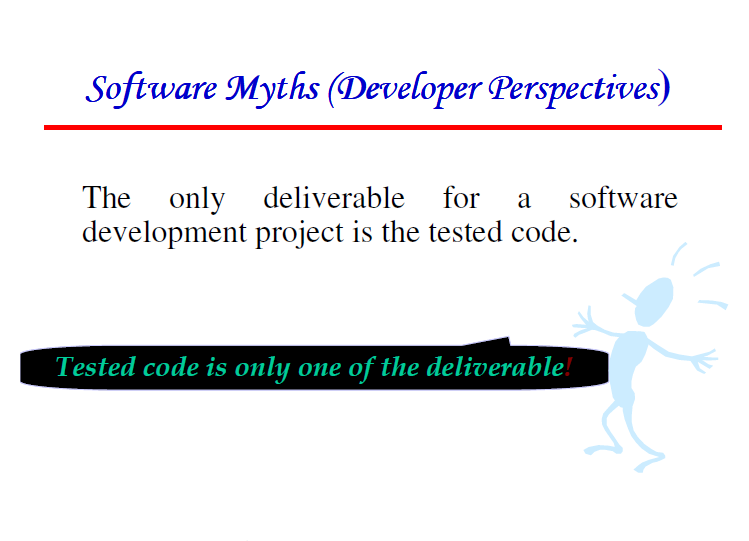 Software Myths (Developer Perspectives)
The only deliverable for a software
development project is the tested code.
Tested code is only one of the deliverable!